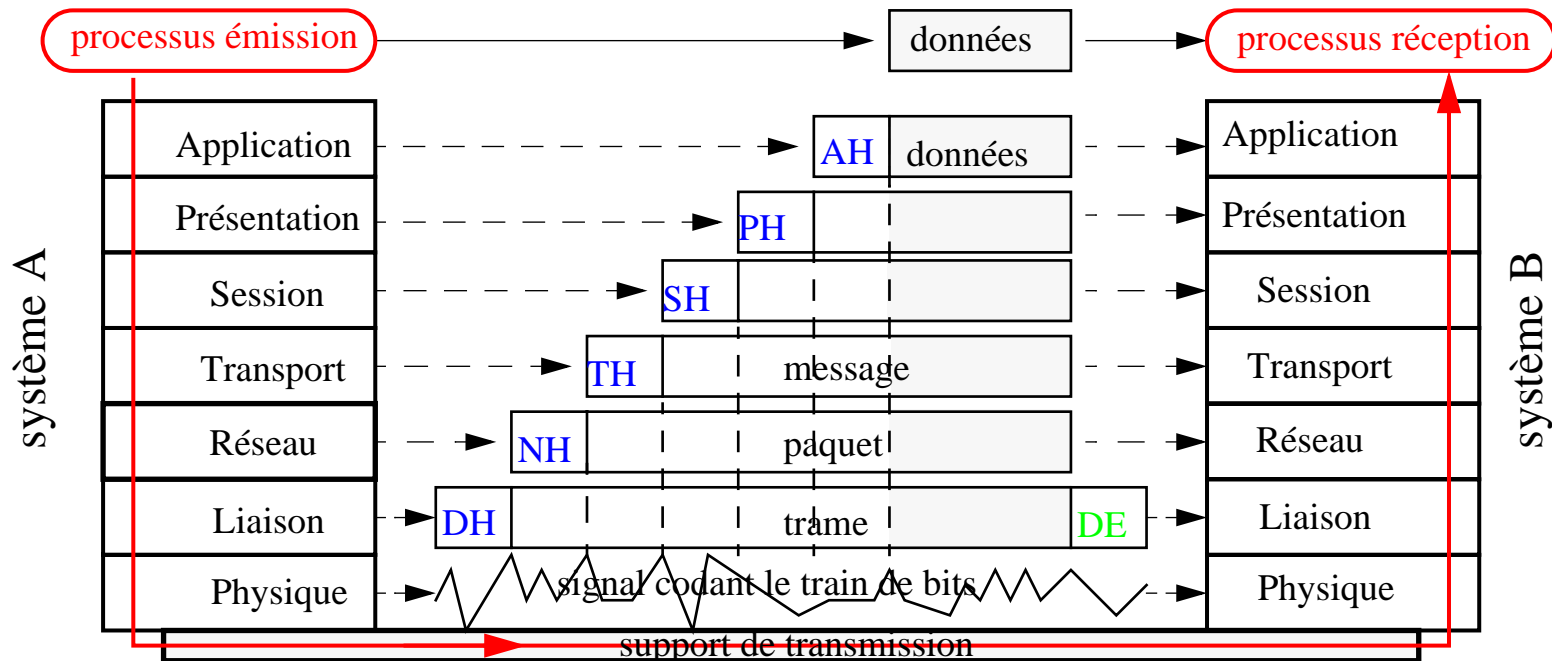 processus émission
données
processus réception
Application
AH
données
Application
Présentation
PH
Présentation
Session
SH
Session
Transport
TH
message
Transport
Réseau
NH
paquet
Réseau
Liaison
DH
trame
DE
Liaison
Physique
signal codant le train de bits
Physique
support de transmission
système A
système B